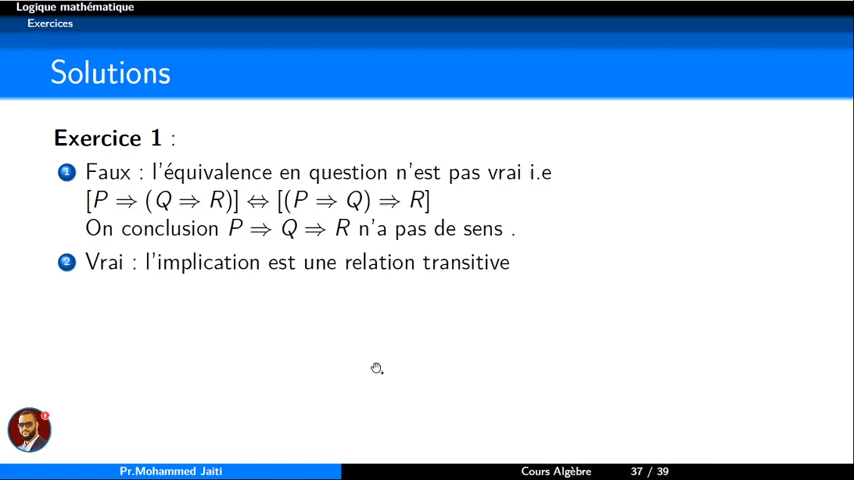 Logique mathématique
Exercices
Solutions
Exercice 1 :
1 Faux : l'équivalence en question n'est pas vrai i.e
[P ⇒ (Q ⇒ R)] ⇔ [(P ⇒ Q) ⇒ R]
On conclusion P ⇒ Q ⇒ R n'a pas de sens .
2 Vrai : l'implication est une relation transitive
Pr.Mohammed Jaiti Cours Algèbre 37 / 39